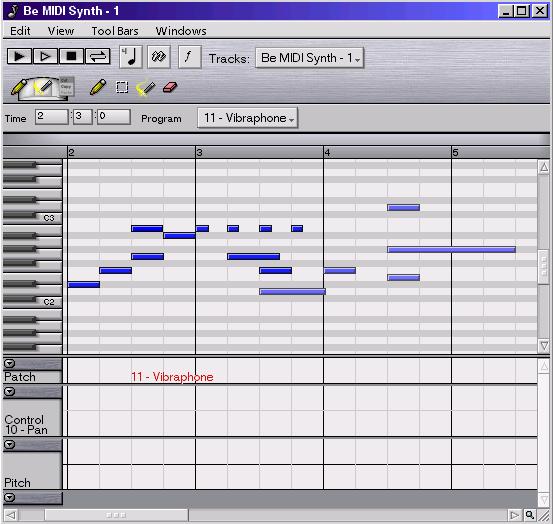 Be MIDI Synth - 1
Edit View Tool Bars Windows
f Tracks: Be MIDI Synth - 1
Time 2 : 3 : 0 Program 11 - Vibraphone
2 3 4 5
C3
C2
Patch 11 - Vibraphone
Control
10 - Pan
Pitch